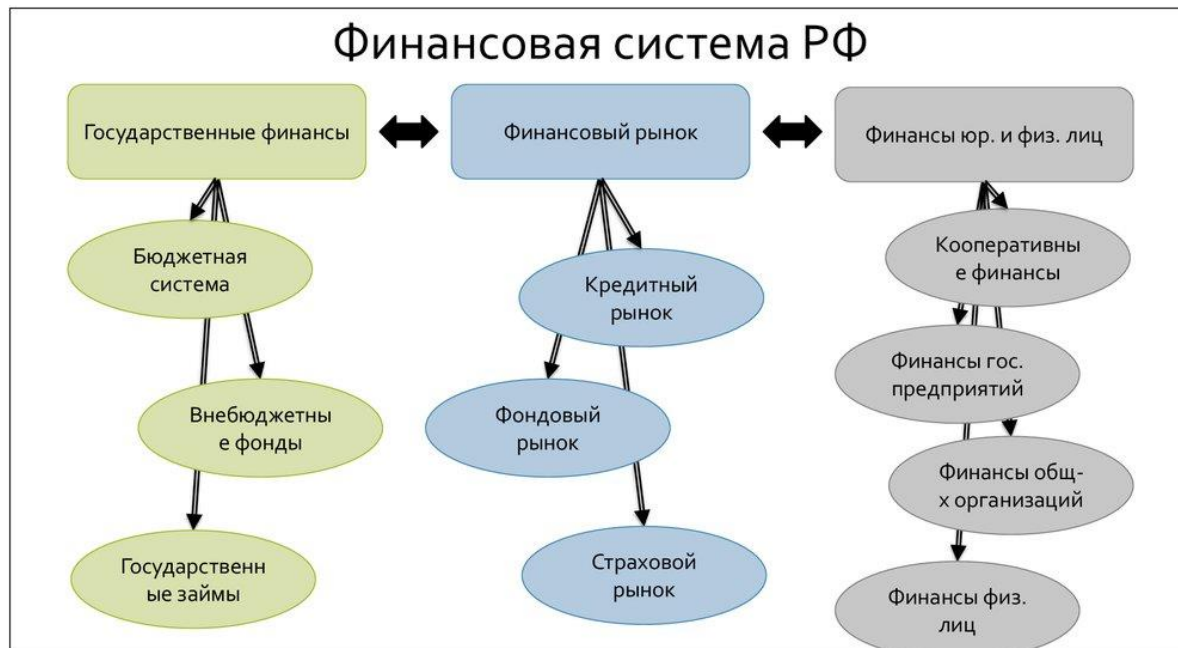 Финансовая система РФ
Государственные финансы
Финансовый рынок
Финансы юр. и физ. лиц
Бюджетная
система
Внебюджетны
е фонды
Государственн
ые займы
Кредитный
рынок
Фондовый
рынок
Страховой
рынок
Кооперативны
е финансы
Финансы гос.
предприятий
Финансы общ-
х организаций
Финансы физ.
лиц